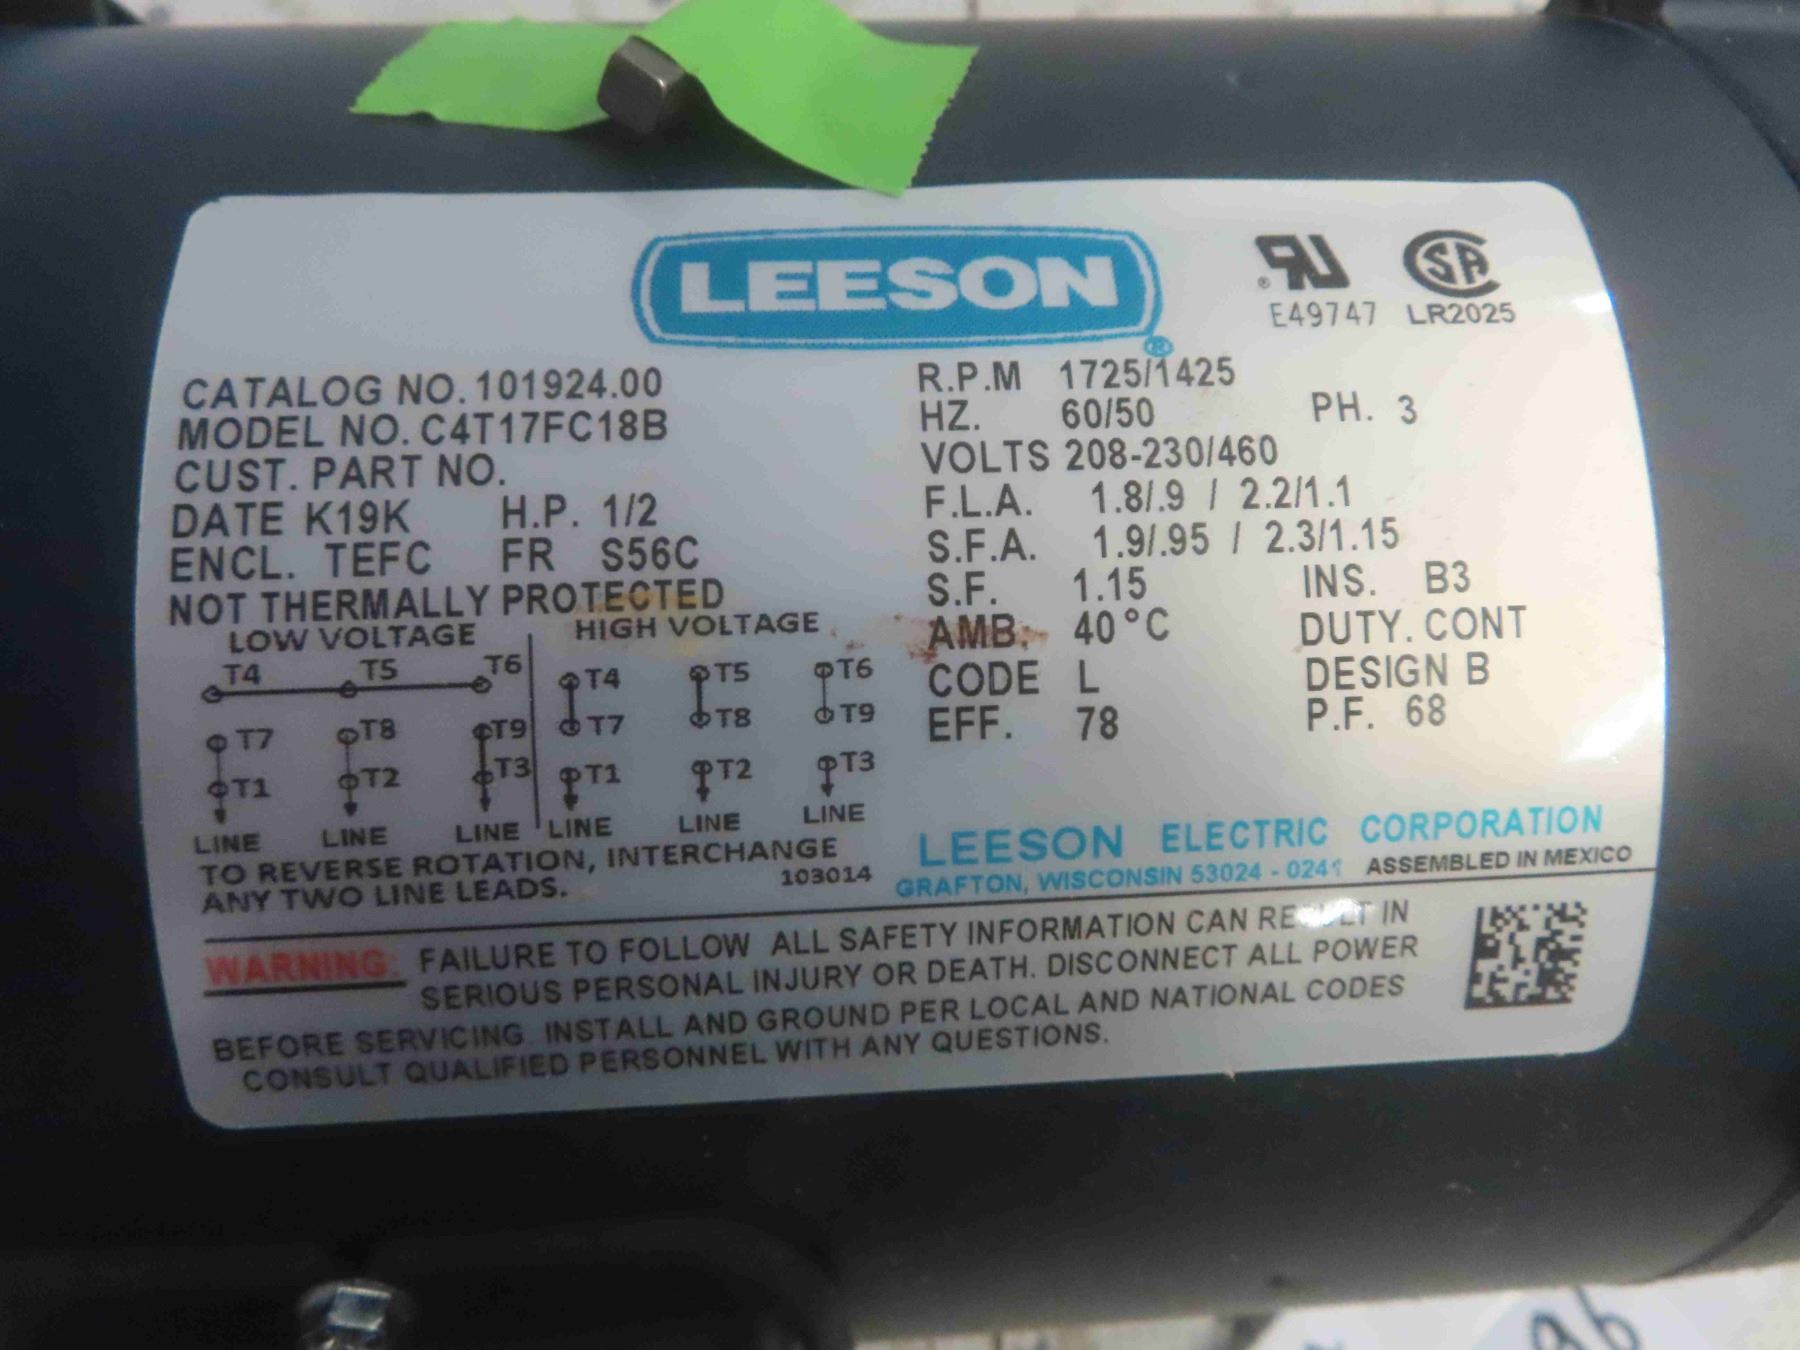 LEESON
®
®
E49747 LR2025
CATALOG NO. 101924.00
MODEL NO. C4T17FC18B
CUST. PART NO.
DATE K19K H.P. 1/2
ENCL. TEFC FR S56C
NOT THERMALLY PROTECTED
R.P.M 1725/1425
HZ. 60/50 PH. 3
VOLTS 208-230/460
F.L.A. 1.8/.9 / 2.2/1.1
S.F.A. 1.9/.95 / 2.3/1.15
S.F. 1.15 INS. B3
AMB. 40°C DUTY. CONT
CODE L DESIGN B
EFF. 78 P.F. 68
LOW VOLTAGE
T4 T5 T6
T7 T8 T9
T1 T2 T3
LINE LINE LINE
HIGH VOLTAGE
T4 T5 T6
T7 T8 T9
T1 T2 T3
LINE LINE LINE
TO REVERSE ROTATION, INTERCHANGE
ANY TWO LINE LEADS. 103014
LEESON ELECTRIC CORPORATION
GRAFTON, WISCONSIN 53024 - 0241 ASSEMBLED IN MEXICO
WARNING: FAILURE TO FOLLOW ALL SAFETY INFORMATION CAN IN
SERIOUS PERSONAL INJURY OR DEATH. DISCONNECT ALL POWER
BEFORE SERVICING. INSTALL AND GROUND PER LOCAL AND NATIONAL CODES
CONSULT QUALIFIED PERSONNEL WITH ANY QUESTIONS.